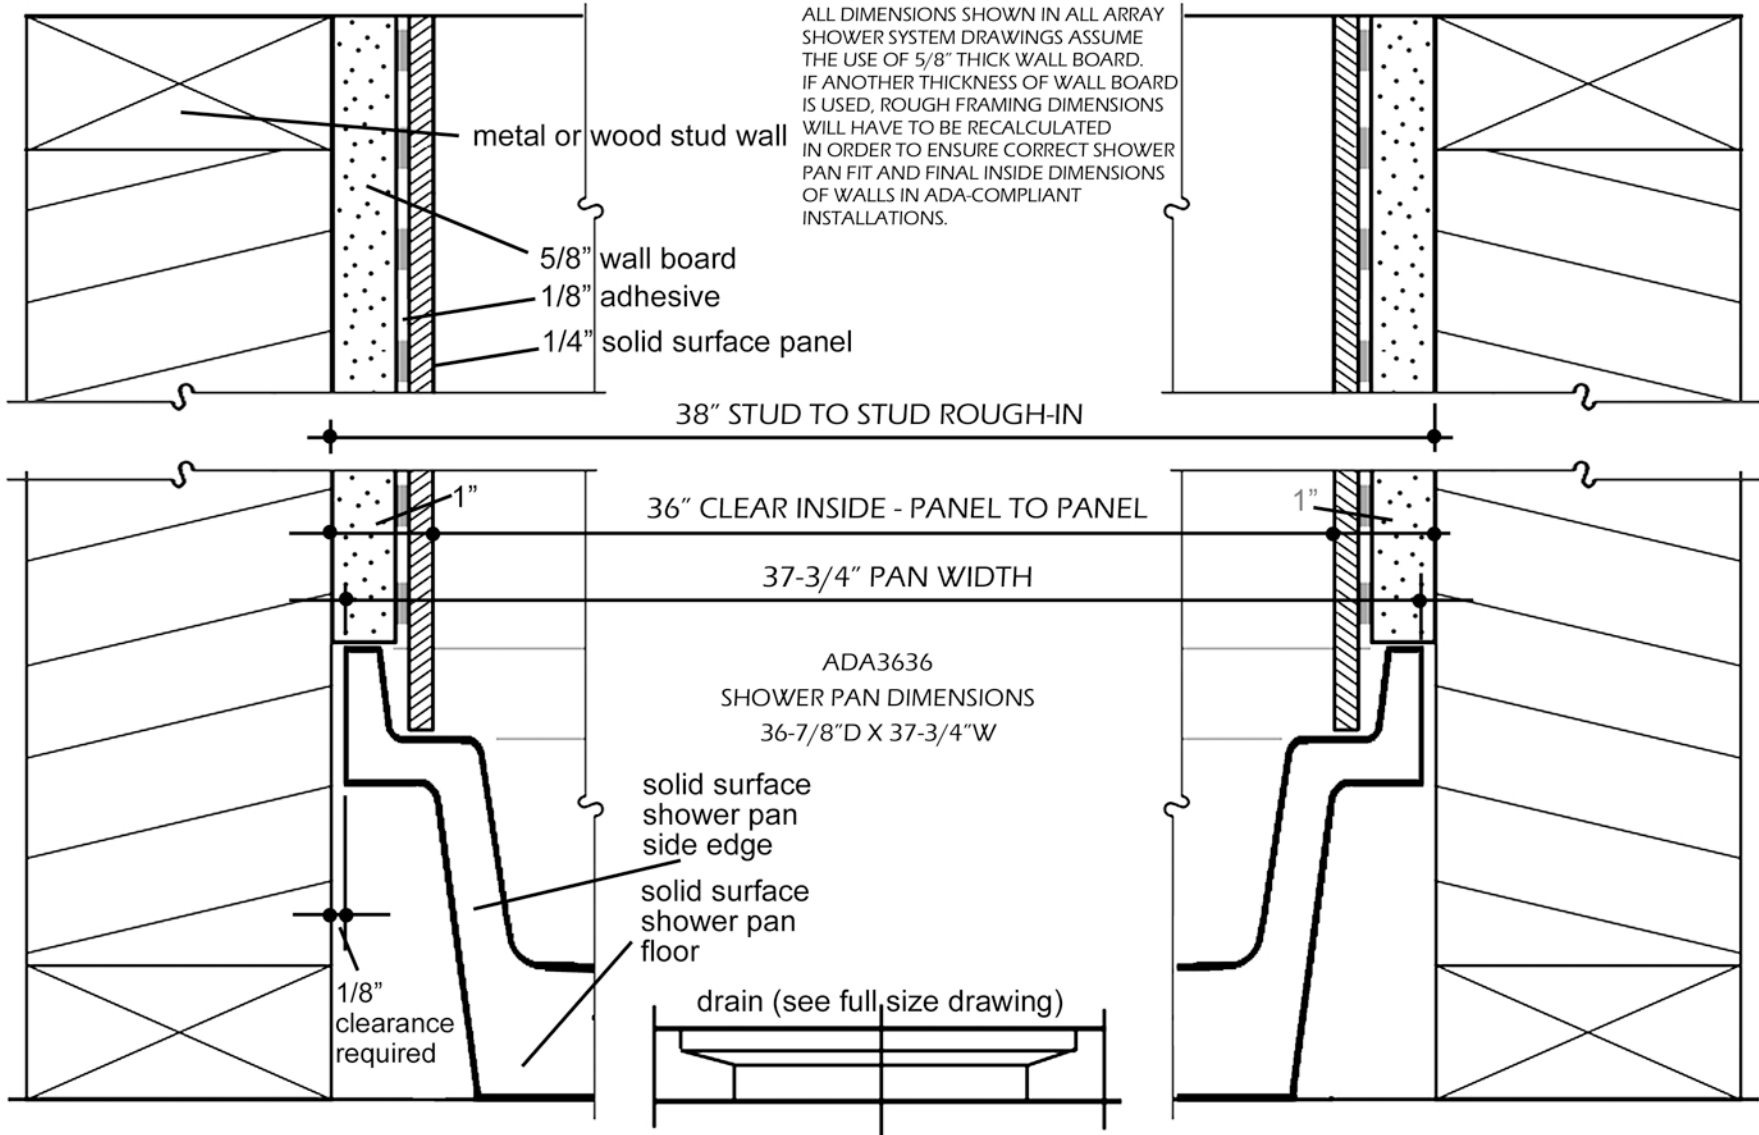 ALL DIMENSIONS SHOWN IN ALL ARRAY
SHOWER SYSTEM DRAWINGS ASSUME
THE USE OF 5/8" THICK WALL BOARD.
IF ANOTHER THICKNESS OF WALL BOARD
IS USED, ROUGH FRAMING DIMENSIONS
WILL HAVE TO BE RECALCULATED
IN ORDER TO ENSURE CORRECT SHOWER
PAN FIT AND FINAL INSIDE DIMENSIONS
OF WALLS IN ADA-COMPLIANT
INSTALLATIONS.
metal or wood stud wall
5/8” wall board
1/8” adhesive
1/4” solid surface panel
38" STUD TO STUD ROUGH-IN
1”
36" CLEAR INSIDE - PANEL TO PANEL
1”
37-3/4" PAN WIDTH
ADA3636
SHOWER PAN DIMENSIONS
36-7/8"D X 37-3/4"W
solid surface
shower pan
side edge
solid surface
shower pan
floor
1/8”
clearance
required
drain (see full size drawing)